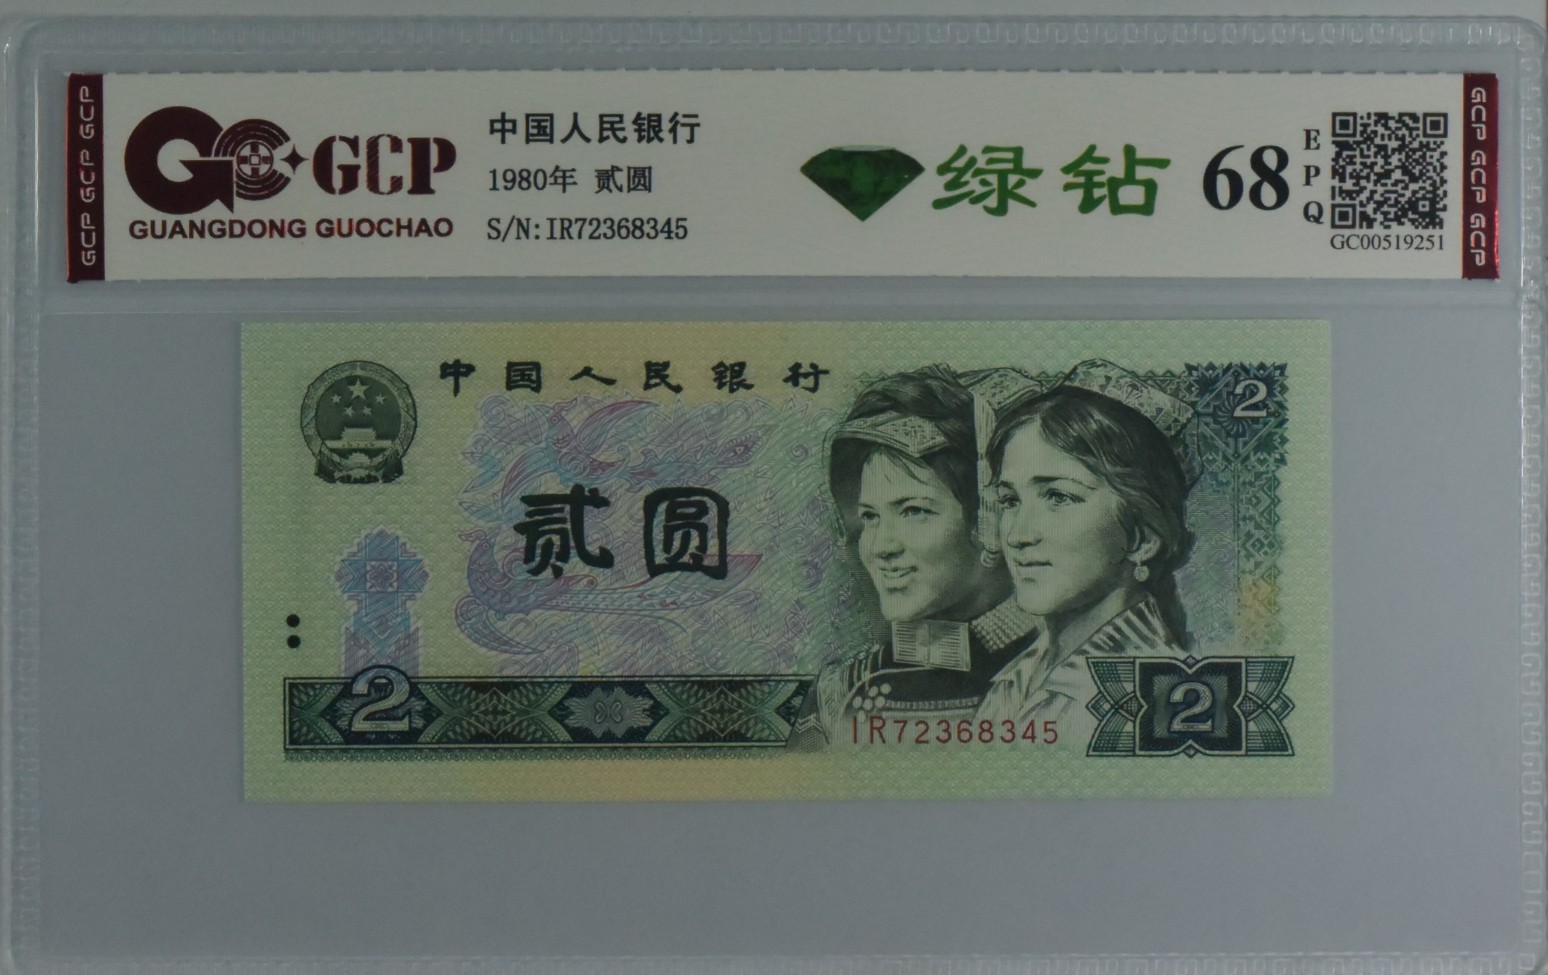 GCP GCP GCP
GCP
GUANGDONG GUOCHAO
中国人民银行
1980年 贰圆
S/N:IR72368345
绿钻
68
EPQ
GC00519251
GCP GCP GCP
中国人民银行
2
贰圆
2
IR72368345
2